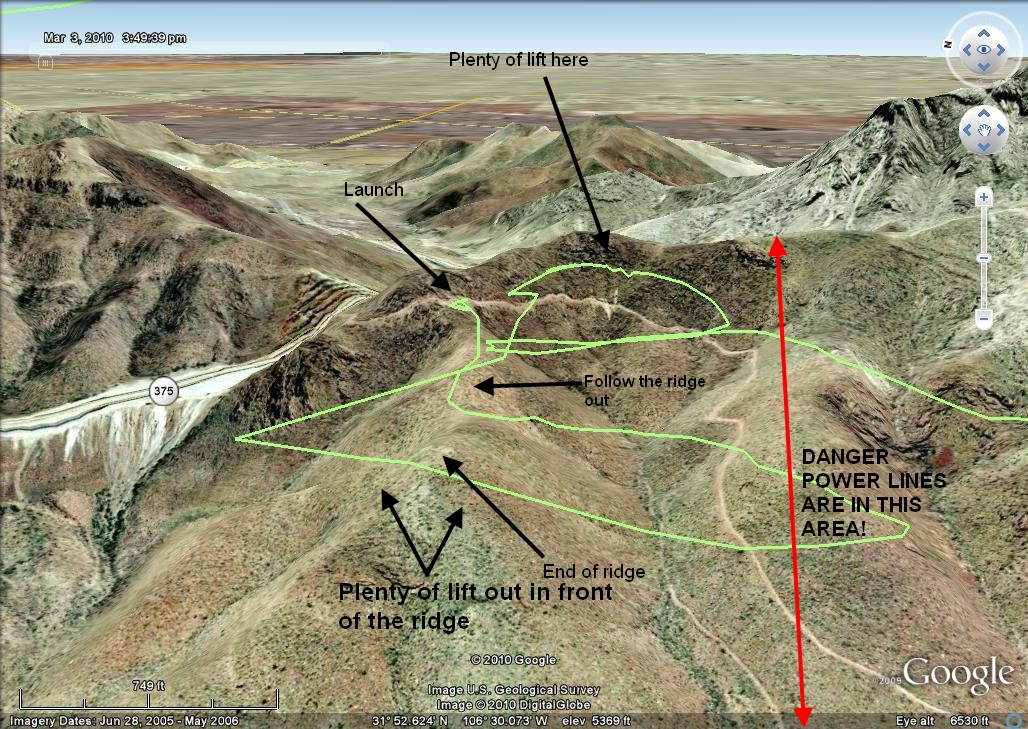 Mar 3, 2010 3:49:39 pm
N
Plenty of lift here
Launch
375
Follow the ridge
out
DANGER
POWER LINES
ARE IN THIS
AREA!
End of ridge
Plenty of lift out in front
of the ridge
© 2010 Google
©2009 Google
749 ft
Image U.S. Geological Survey
Image © 2010 DigitalGlobe
Imagery Dates: Jun 28, 2005 - May 2006
31° 52.624' N 106° 30.073' W elev 5369 ft
Eye alt 6530 ft